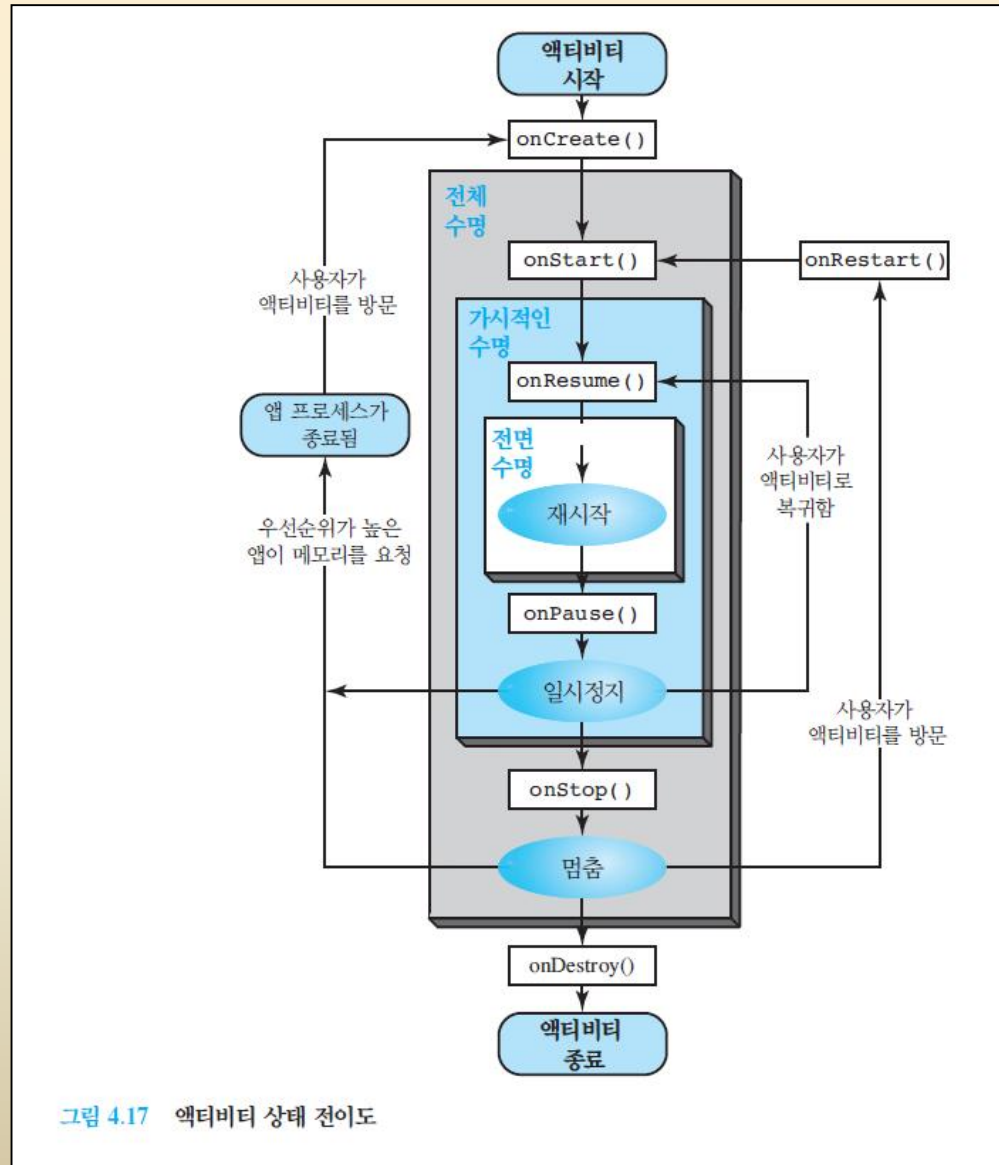 액티비티
시작
onCreate()
전체
수명
onStart()
onRestart()
사용자가
액티비티를 방문
가시적인
수명
onResume()
앱 프로세스가
종료됨
전면
수명
재시작
사용자가
액티비티로
복귀함
우선순위가 높은
앱이 메모리를 요청
onPause()
일시정지
사용자가
액티비티를 방문
onStop()
멈춤
onDestroy()
액티비티
종료
그림 4.17 액티비티 상태 전이도